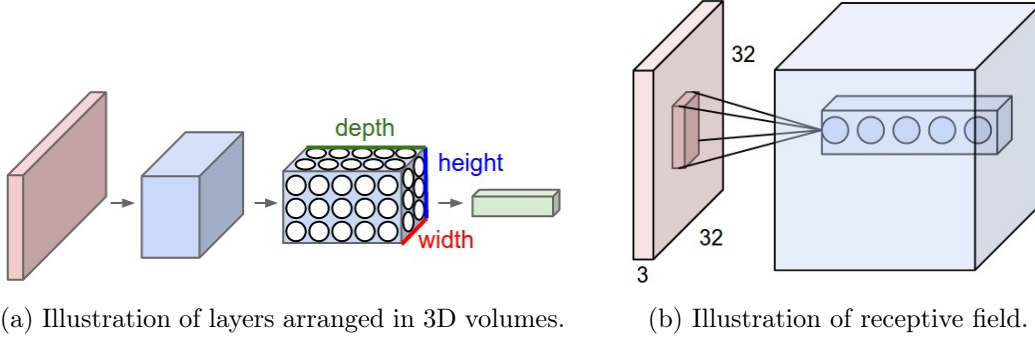 depth
height
width
32
32
3
(a) Illustration of layers arranged in 3D volumes.
(b) Illustration of receptive field.